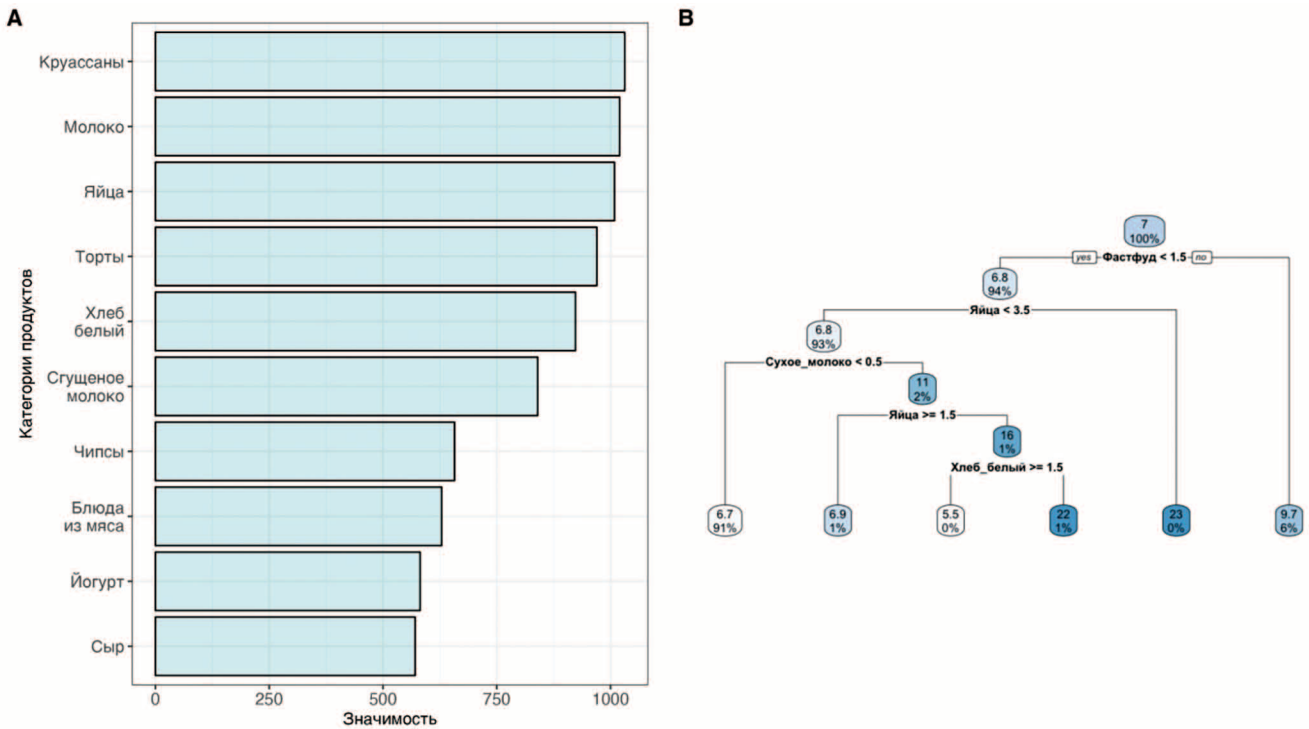 A
Категории продуктов
Круассаны
Молоко
Яйца
Торты
Хлеб
белый
Сгущеное
молоко
Чипсы
Блюда
из мяса
Йогурт
Сыр
0 250 500 750 1000
Значимость
B
7
100%
yes Фастфуд < 1.5 no
6.8
94%
Яйца < 3.5
6.8
93%
Сухое_молоко < 0.5
11
2%
Яйца >= 1.5
16
1%
Хлеб_белый >= 1.5
6.7 6.9 5.5 22 23 9.7
91% 1% 0% 1% 0% 6%